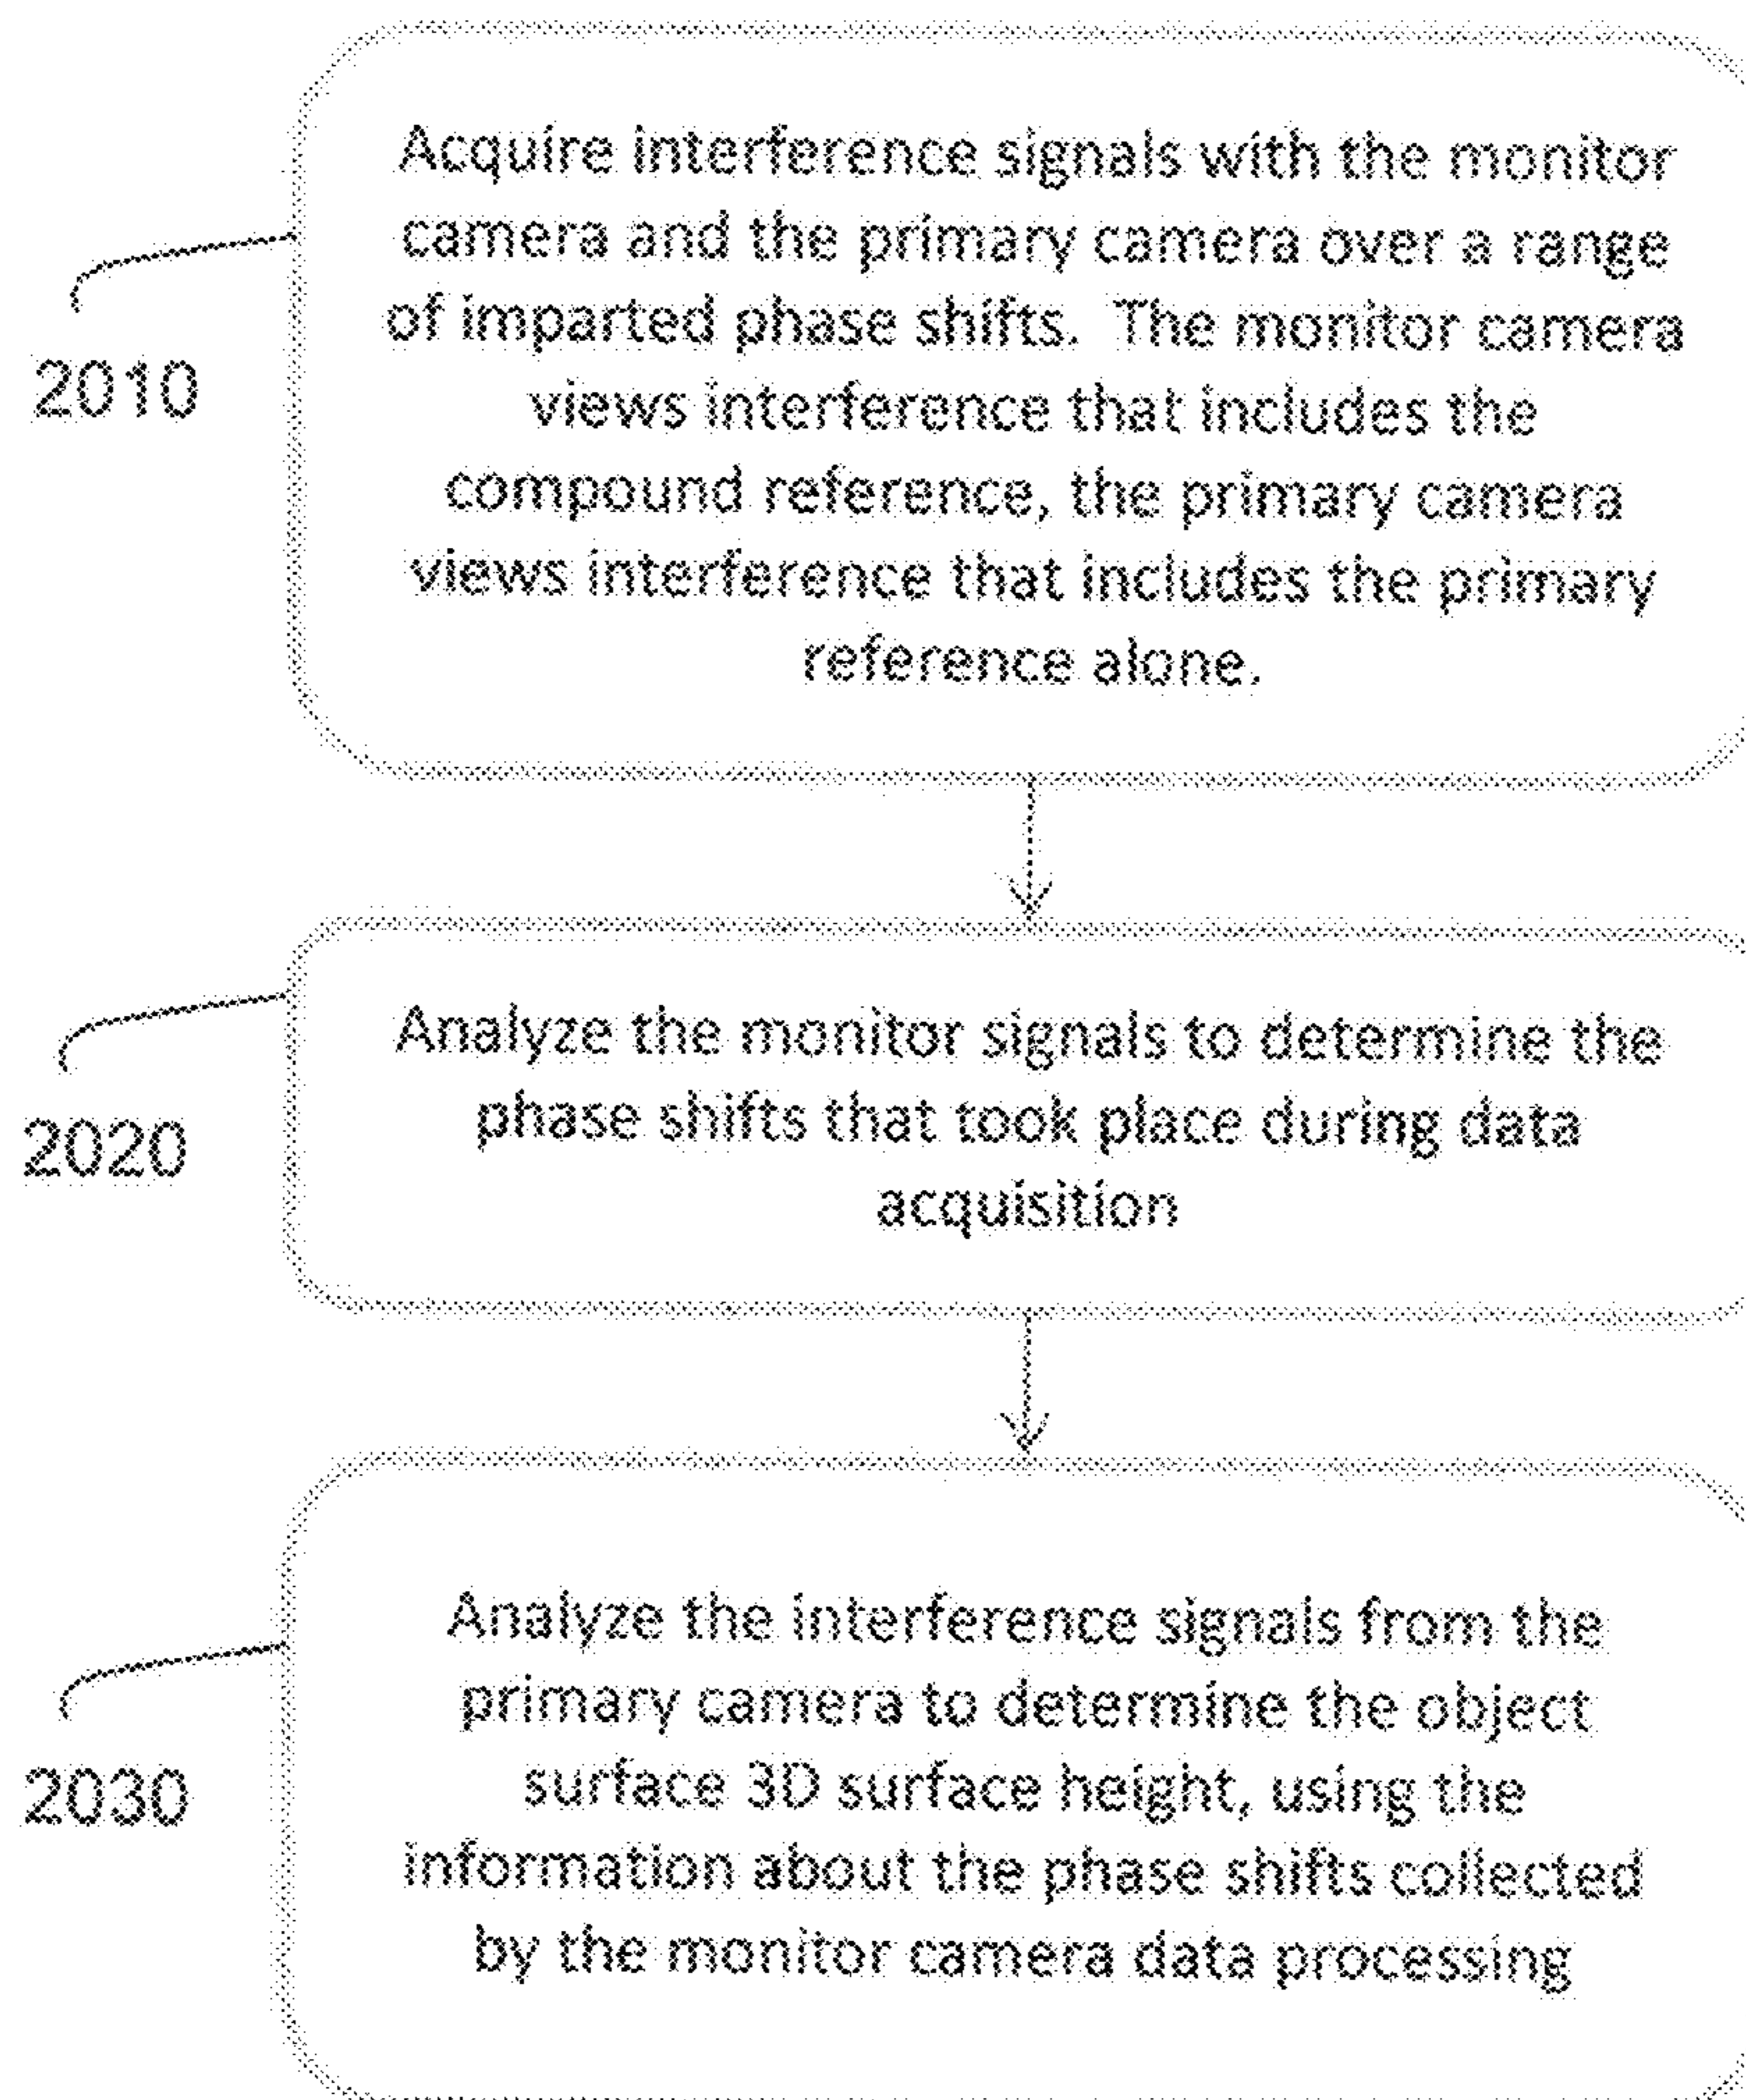 Acquire interference signals with the monitor
camera and the primary camera over a range
of imparted phase shifts. The monitor camera
views interference that includes the
compound reference, the primary camera
views interference that includes the primary
reference alone.
2010
Analyze the monitor signals to determine the
phase shifts that took place during data
acquisition
2020
Analyze the interference signals from the
primary camera to determine the object
surface 3D surface height, using the
information about the phase shifts collected
by the monitor camera data processing
2030